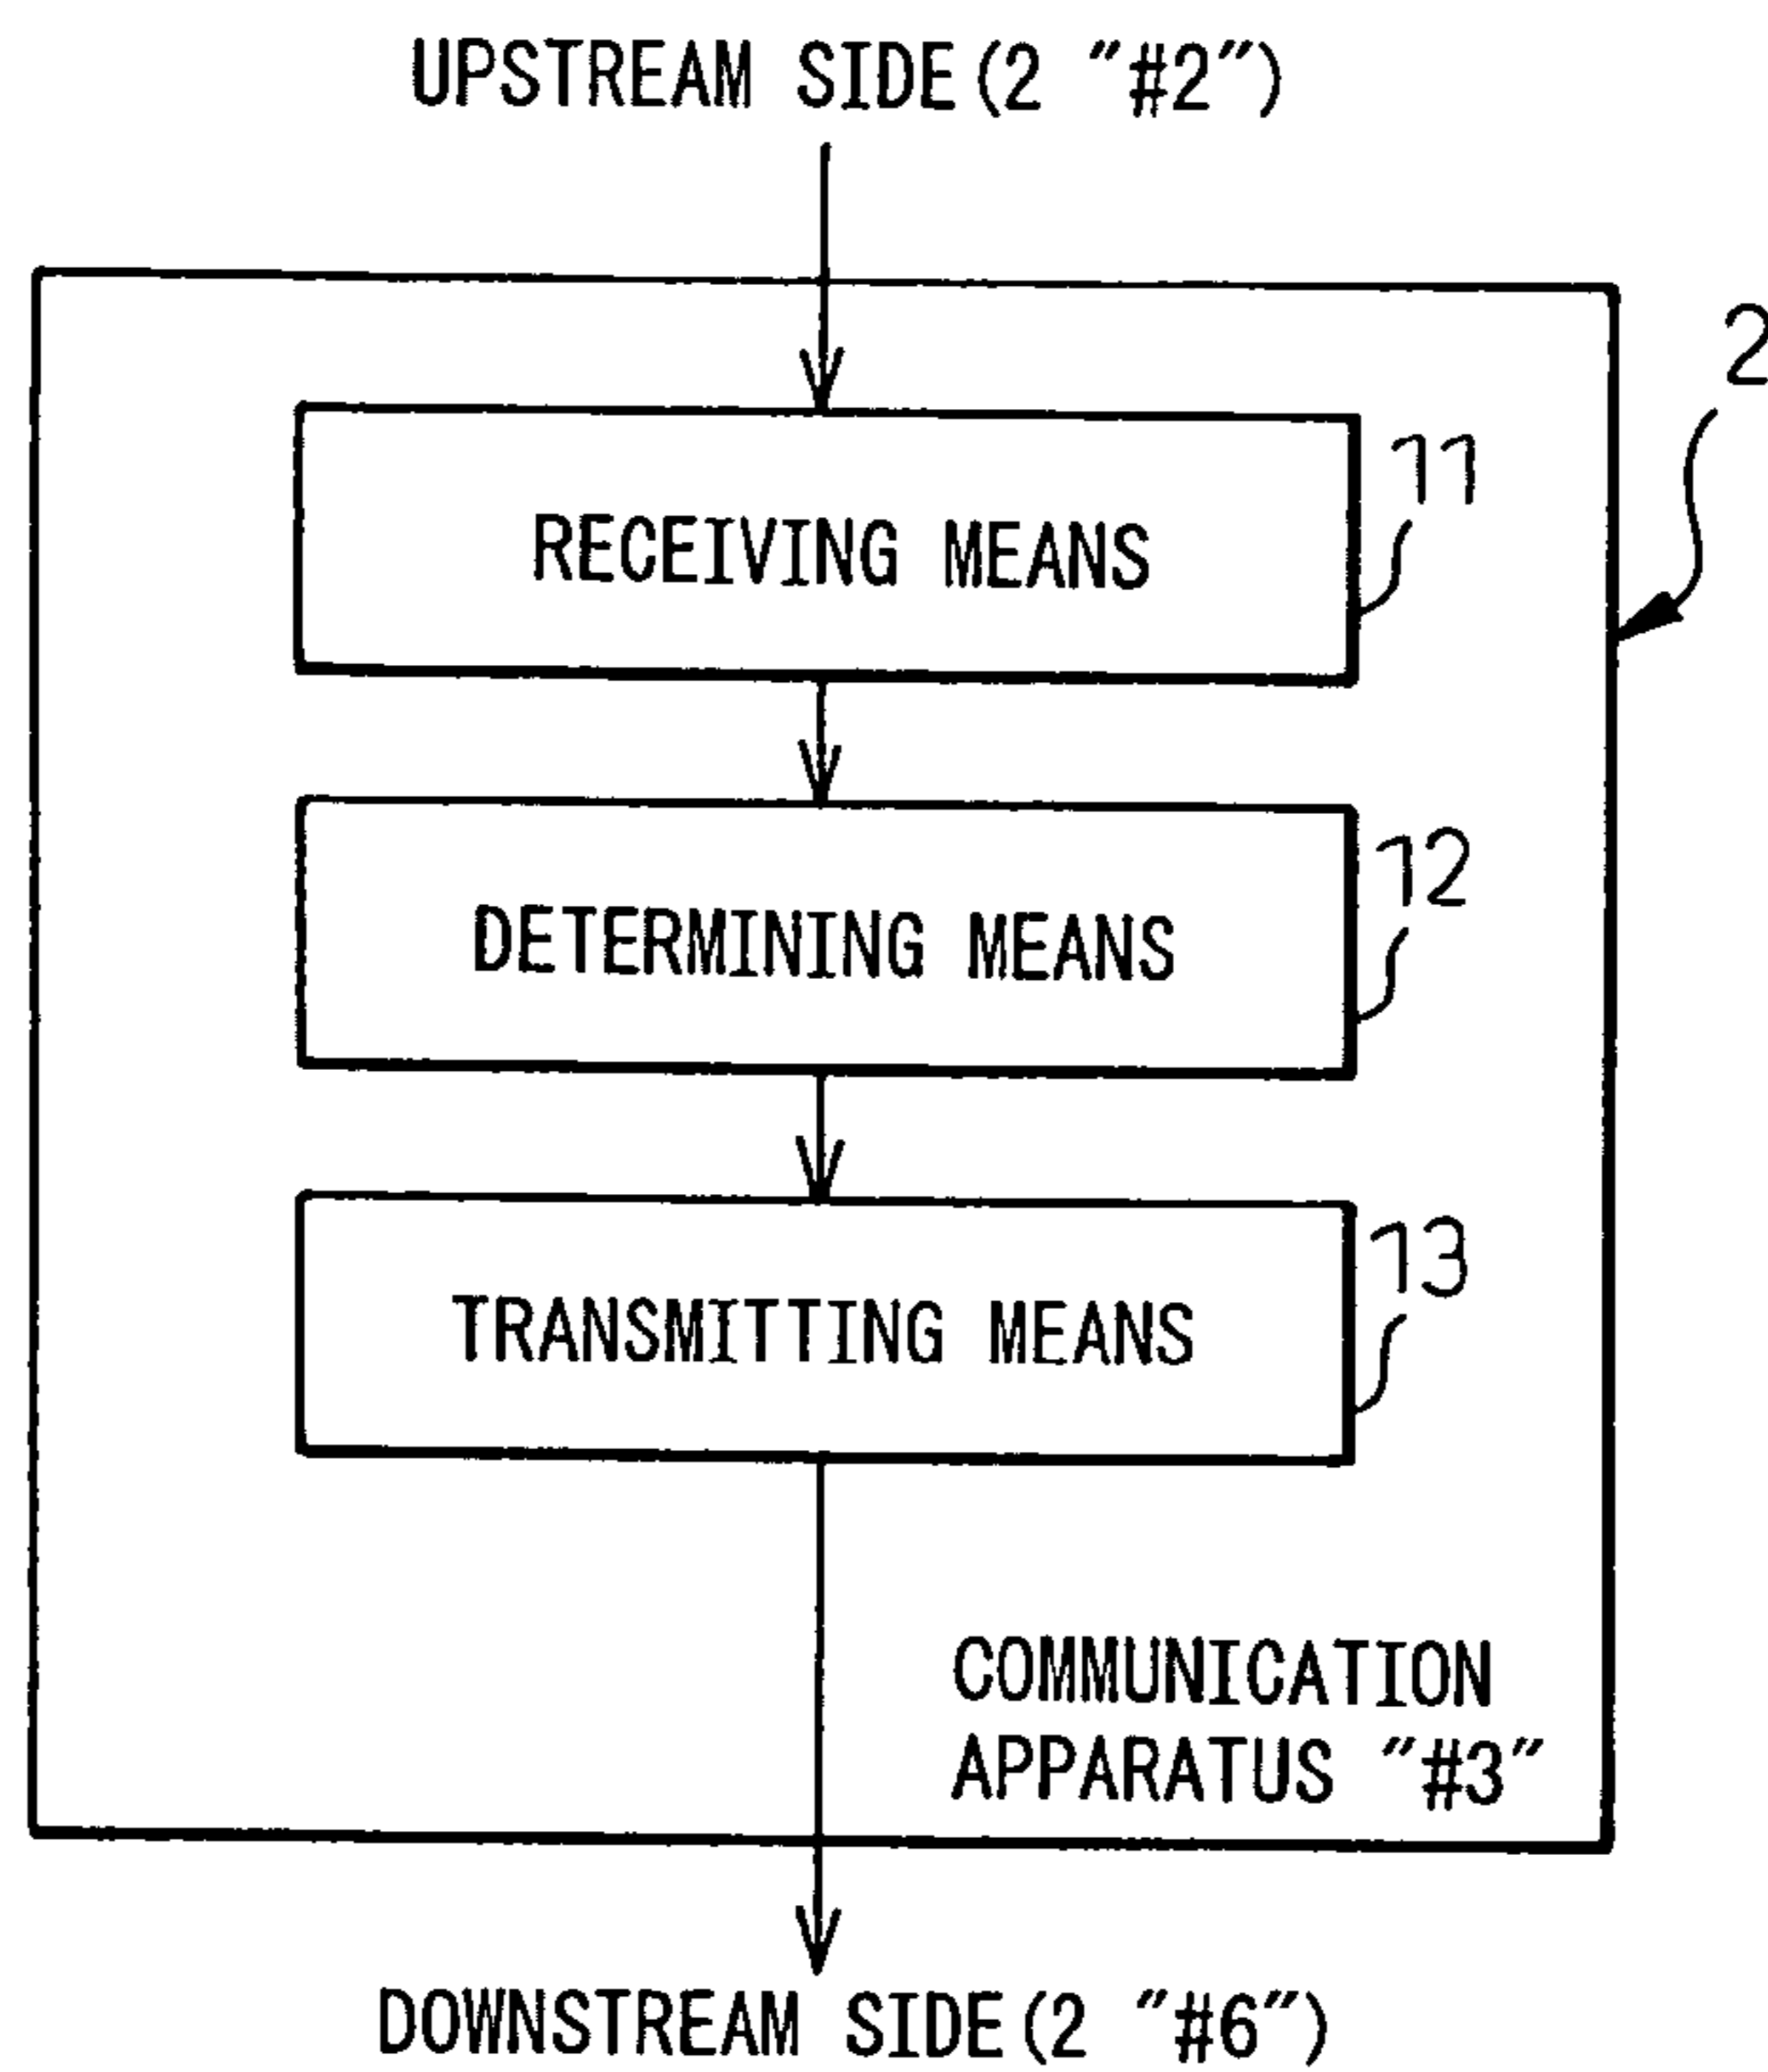 UPSTREAM SIDE(2 "#2")
2
11
RECEIVING MEANS
12
DETERMINING MEANS
13
TRANSMITTING MEANS
COMMUNICATION
APPARATUS "#3"
DOWNSTREAM SIDE(2 "#6")